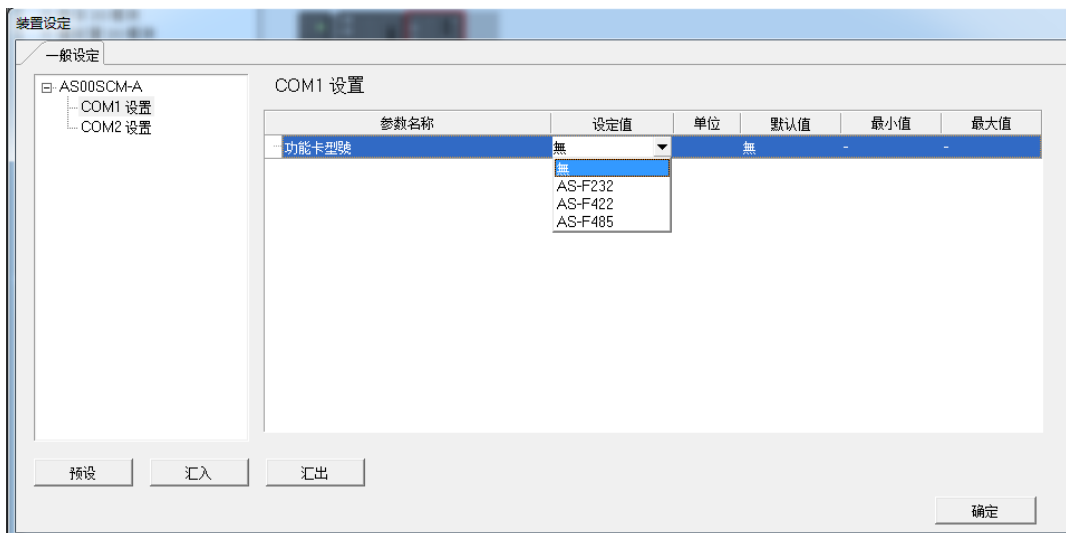 装置设定
一般设定
AS00SCM-A
COM1 设置
COM2 设置
COM1 设置
参数名称 设定值 单位 默认值 最小值 最大值
功能卡型號 無 無 - -
無
AS-F232
AS-F422
AS-F485
预设 汇入 汇出
确定